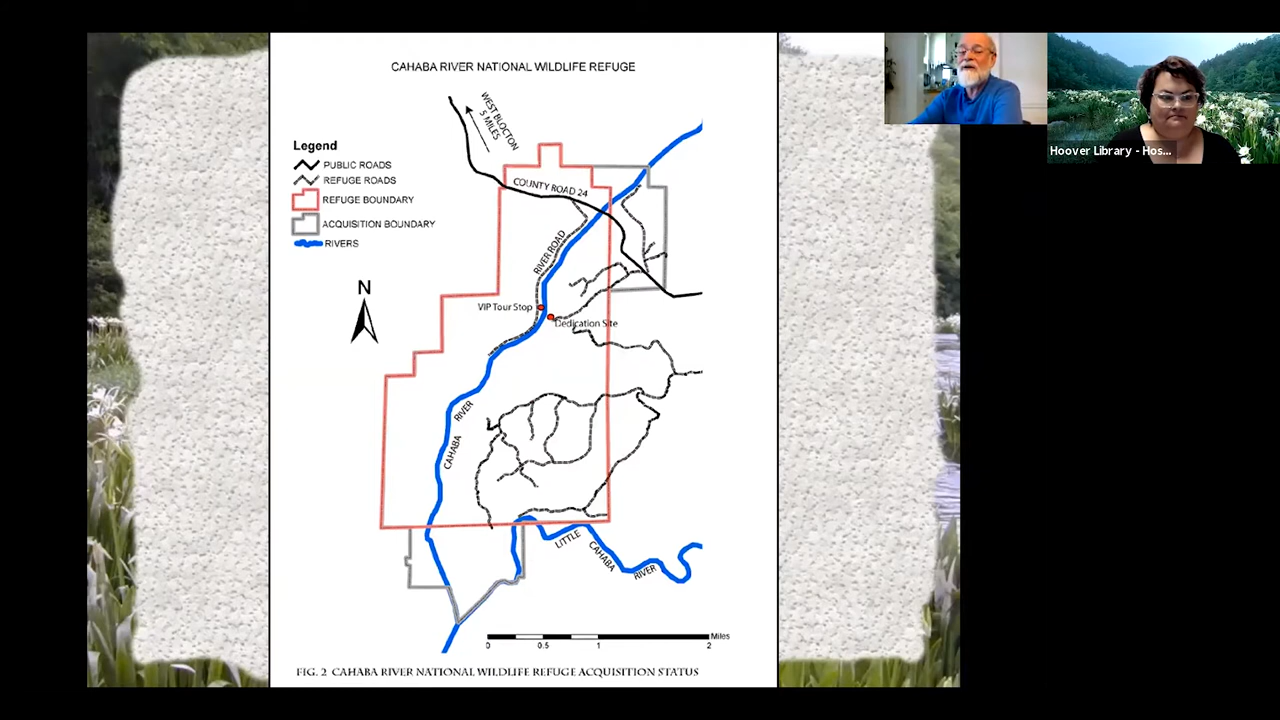 CAHABA RIVER NATIONAL WILDLIFE REFUGE
WEST BLOCTON
5 MILES
Legend
PUBLIC ROADS
REFUGE ROADS
REFUGE BOUNDARY
ACQUISITION BOUNDARY
RIVERS
COUNTY ROAD 24
RIVER ROAD
N
VIP Tour Stop
Dedication Site
CAHABA RIVER
LITTLE CAHABA RIVER
Miles
0 0.5 1 2
FIG. 2 CAHABA RIVER NATIONAL WILDLIFE REFUGE ACQUISITION STATUS
Hoover Library - Hos...